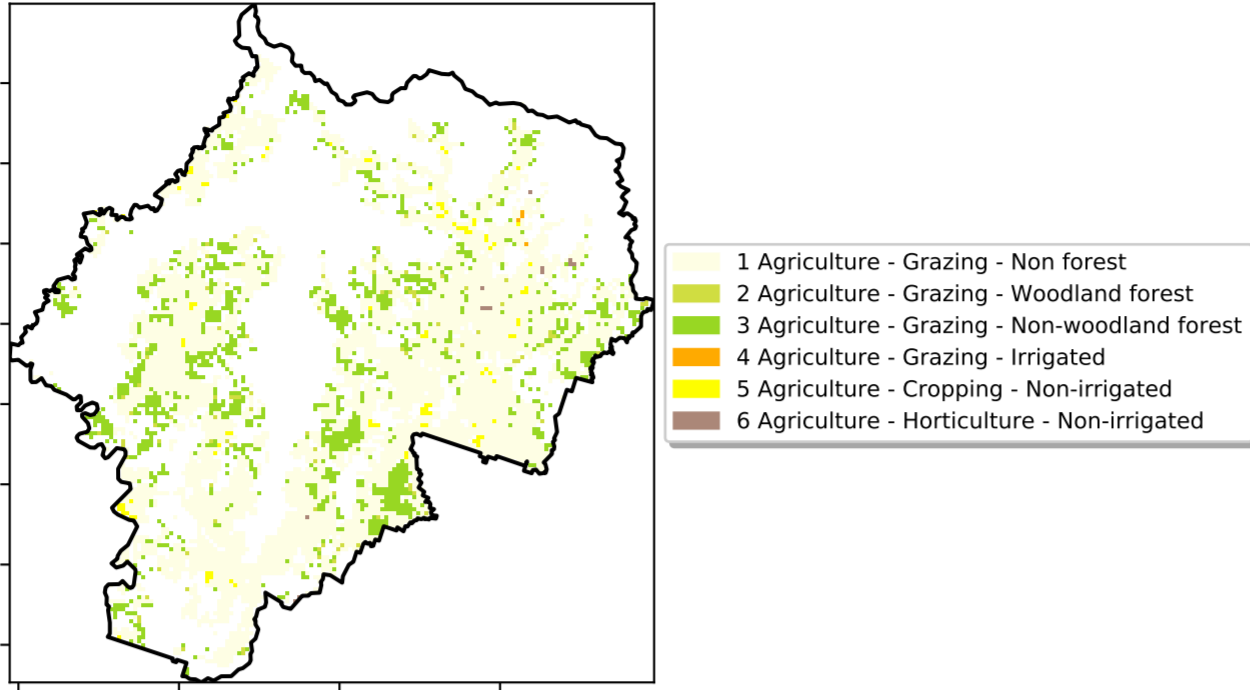 1 Agriculture - Grazing - Non forest
2 Agriculture - Grazing - Woodland forest
3 Agriculture - Grazing - Non-woodland forest
4 Agriculture - Grazing - Irrigated
5 Agriculture - Cropping - Non-irrigated
6 Agriculture - Horticulture - Non-irrigated